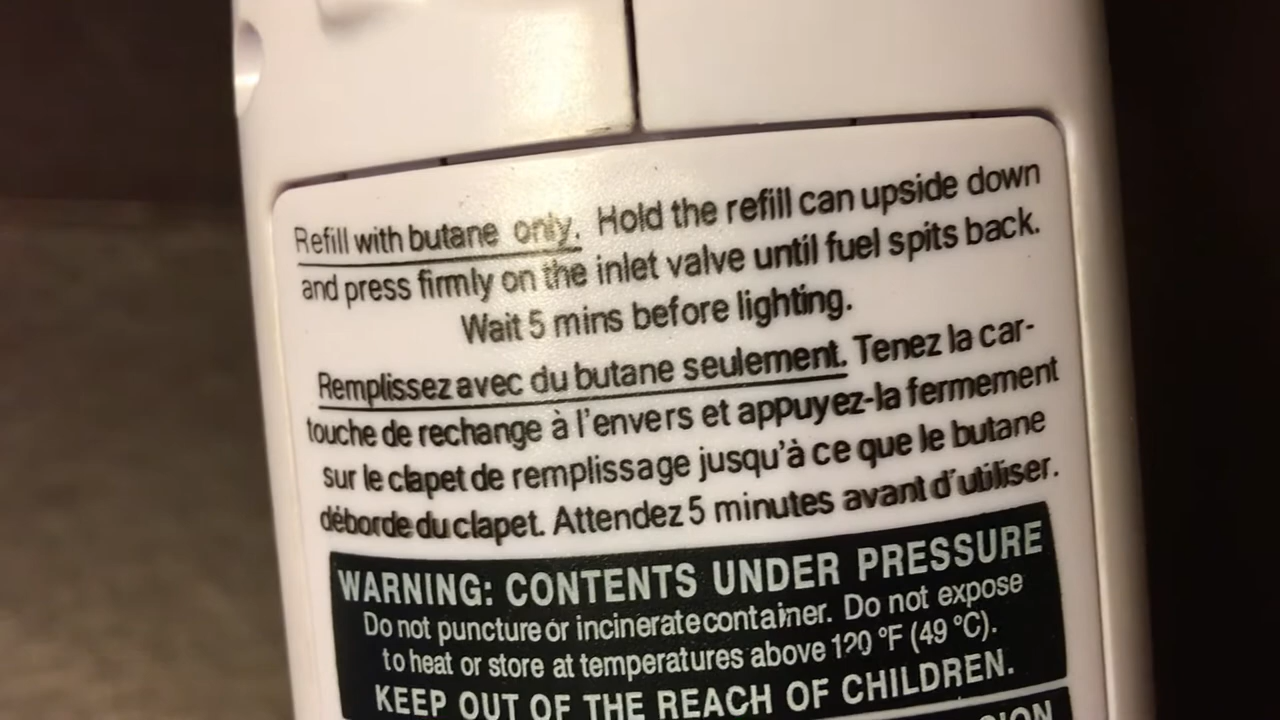 Refill with butane only. Hold the refill can upside down
and press firmly on the inlet valve until fuel spits back.
Wait 5 mins before lighting.
Remplissez avec du butane seulement. Tenez la car-
touche de rechange à l'envers et appuyez-la fermement
sur le clapet de remplissage jusqu'à ce que le butane
déborde du clapet. Attendez 5 minutes avant d'utiliser.
WARNING: CONTENTS UNDER PRESSURE
Do not puncture or incinerate container. Do not expose
to heat or store at temperatures above 120 °F (49 °C).
KEEP OUT OF THE REACH OF CHILDREN.